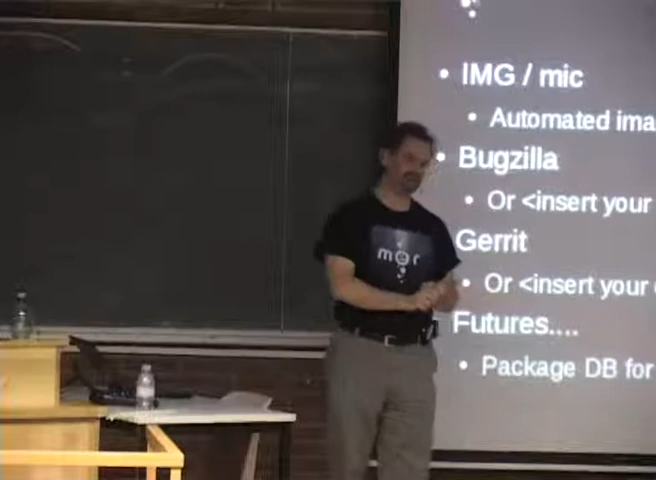 IMG / mic
Automated ima
Bugzilla
Or <insert your
Gerrit
Or <insert your
Futures....
Package DB for
mer